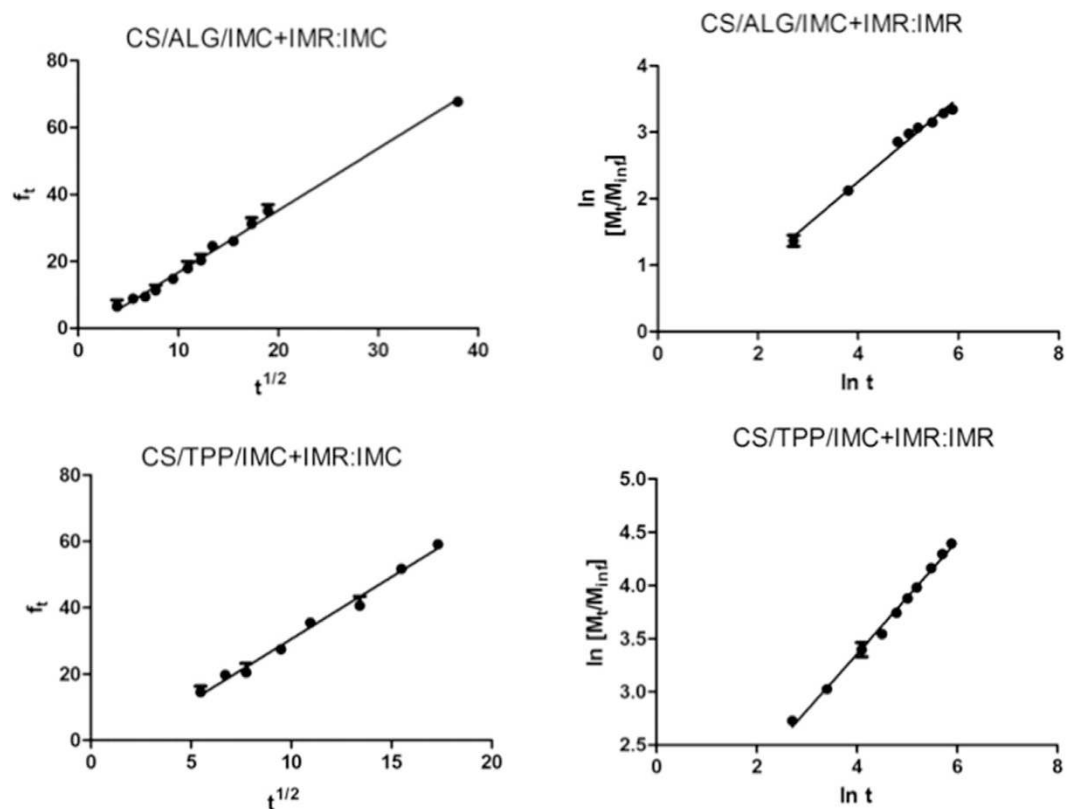 CS/ALG/IMC+IMR:IMC
80
60
40
20
0
f_t
0 10 20 30 40
t^1/2
CS/ALG/IMC+IMR:IMR
4
3
2
1
0
ln
[M_t/M_inf]
0 2 4 6 8
ln t
CS/TPP/IMC+IMR:IMC
80
60
40
20
0
f_t
0 5 10 15 20
t^1/2
CS/TPP/IMC+IMR:IMR
5.0
4.5
4.0
3.5
3.0
2.5
ln [M_t/M_inf]
0 2 4 6 8
ln t